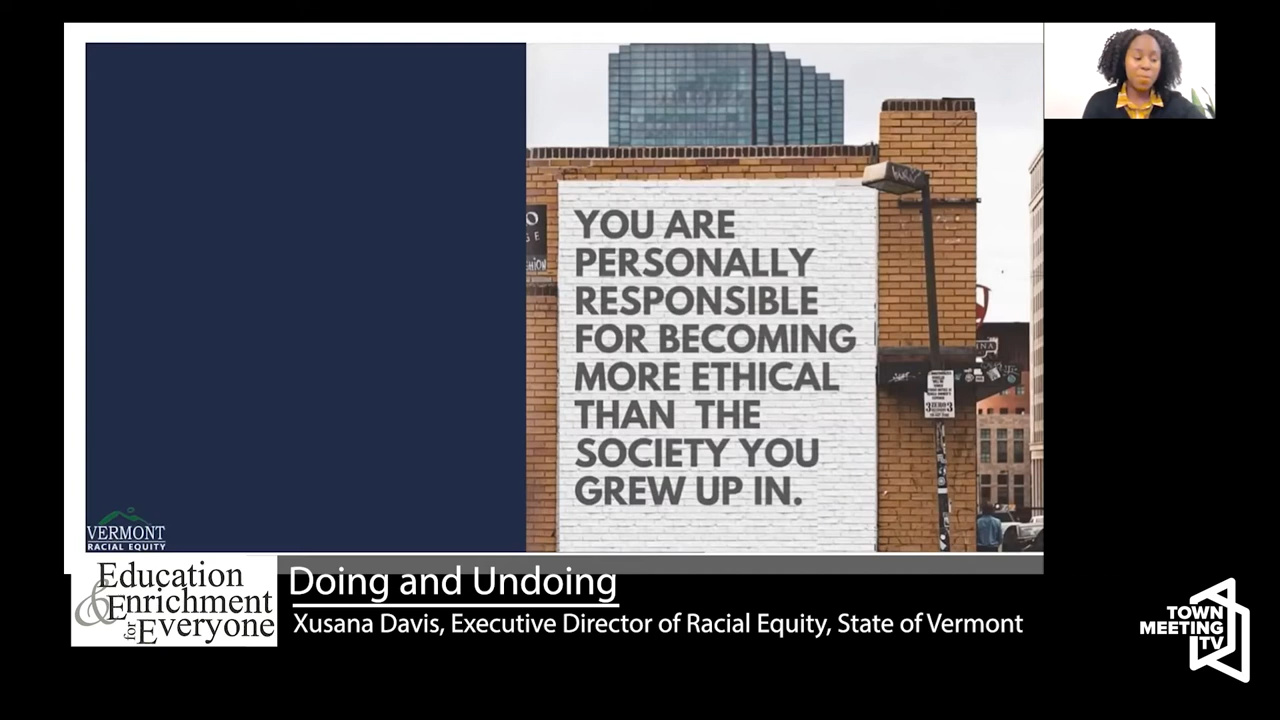 YOU ARE
PERSONALLY
RESPONSIBLE
FOR BECOMING
MORE ETHICAL
THAN THE
SOCIETY YOU
GREW UP IN.
VERMONT
RACIAL EQUITY
Education
& Enrichment
for Everyone
Doing and Undoing
Xusana Davis, Executive Director of Racial Equity, State of Vermont
TOWN
MEETING
TV